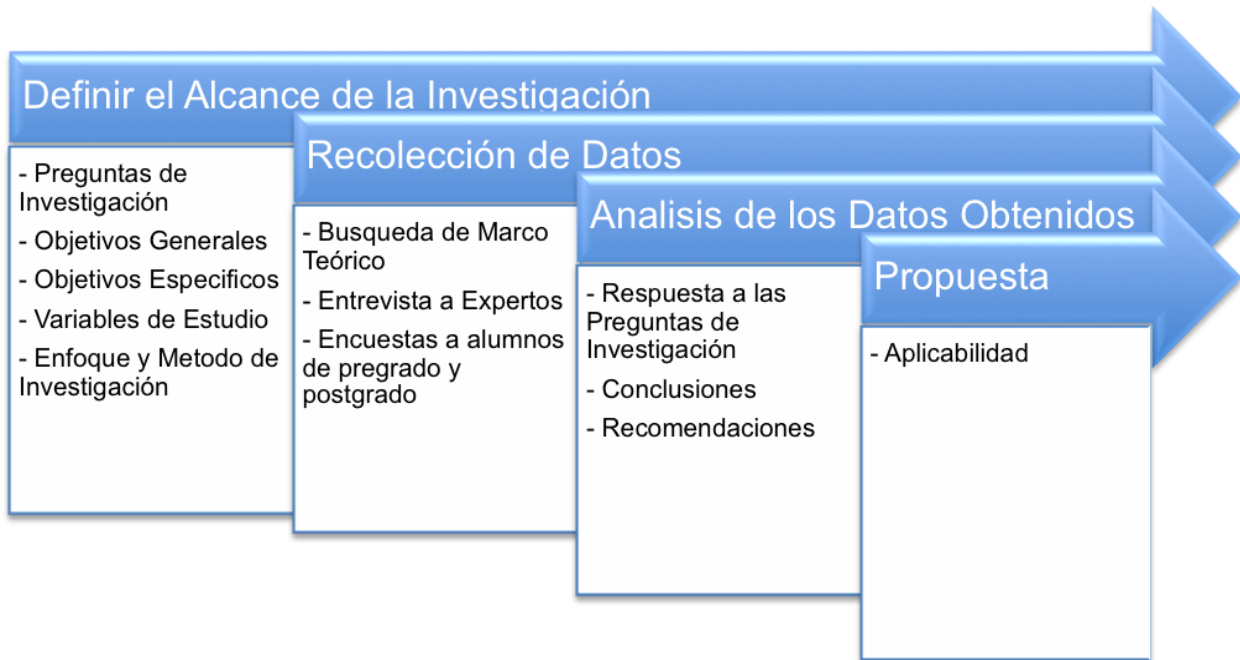 Definir el Alcance de la Investigación
- Preguntas de
Investigación
- Objetivos Generales
- Objetivos Especificos
- Variables de Estudio
- Enfoque y Metodo de
Investigación
Recolección de Datos
- Busqueda de Marco
Teórico
- Entrevista a Expertos
- Encuestas a alumnos
de pregrado y
postgrado
Analisis de los Datos Obtenidos
- Respuesta a las
Preguntas de
Investigación
- Conclusiones
- Recomendaciones
Propuesta
- Aplicabilidad